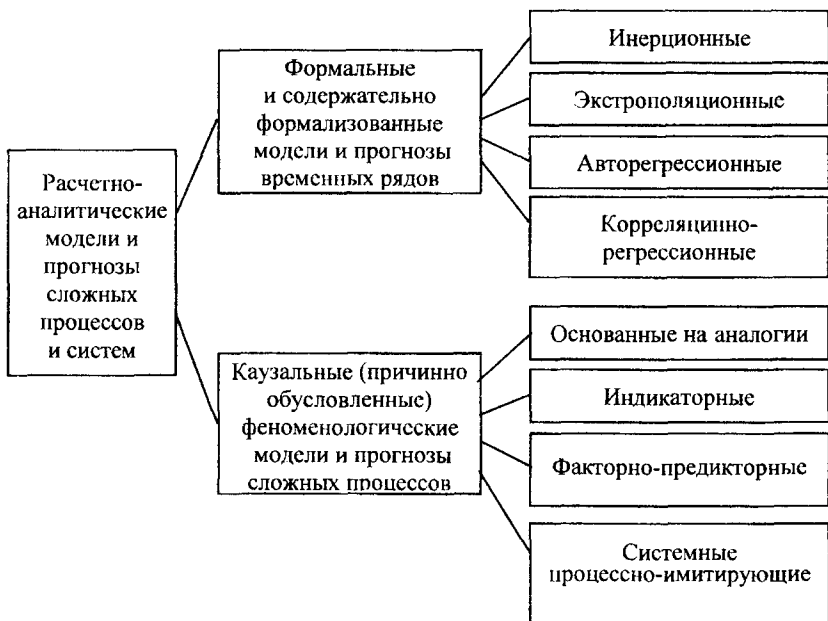 Расчетно-
аналитические
модели и
прогнозы
сложных
процессов
и систем
Формальные
и содержательно
формализованные
модели и прогнозы
временных рядов
Инерционные
Экстрополяционные
Авторегрессионные
Корреляцинно-
регрессионные
Каузальные (причинно
обусловленные)
феноменологические
модели и прогнозы
сложных процессов
Основанные на аналогии
Индикаторные
Факторно-предикторные
Системные
процессно-имитирующие